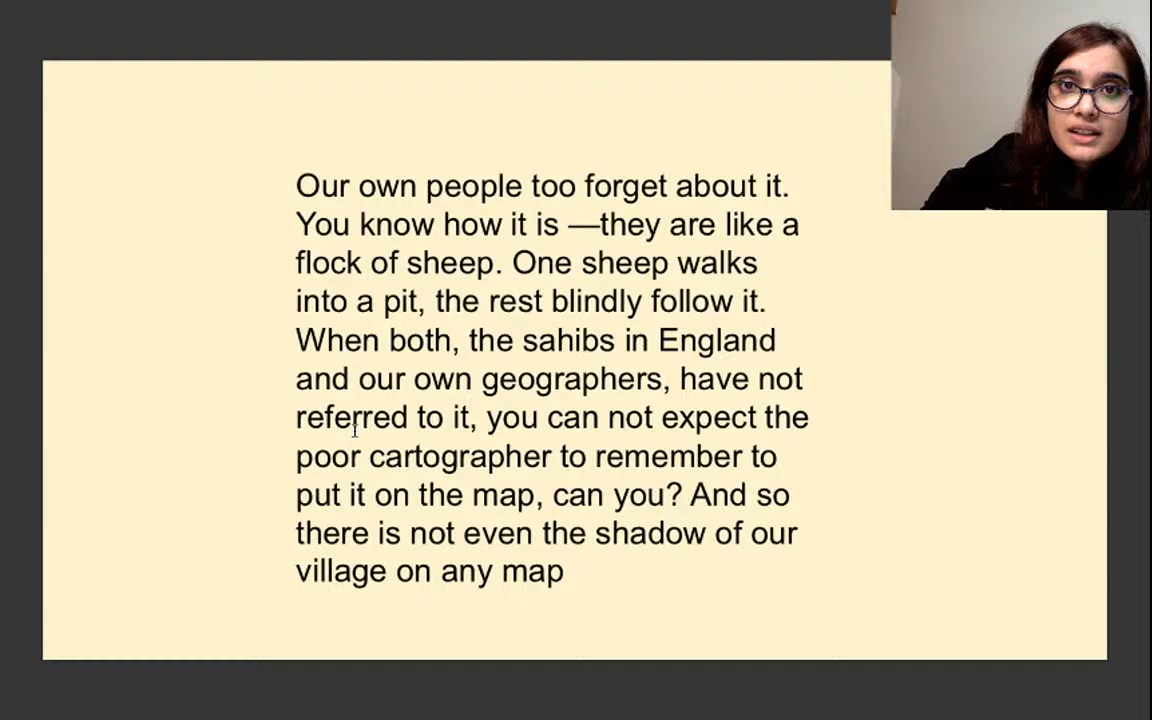 Our own people too forget about it.
You know how it is —they are like a
flock of sheep. One sheep walks
into a pit, the rest blindly follow it.
When both, the sahibs in England
and our own geographers, have not
referred to it, you can not expect the
poor cartographer to remember to
put it on the map, can you? And so
there is not even the shadow of our
village on any map